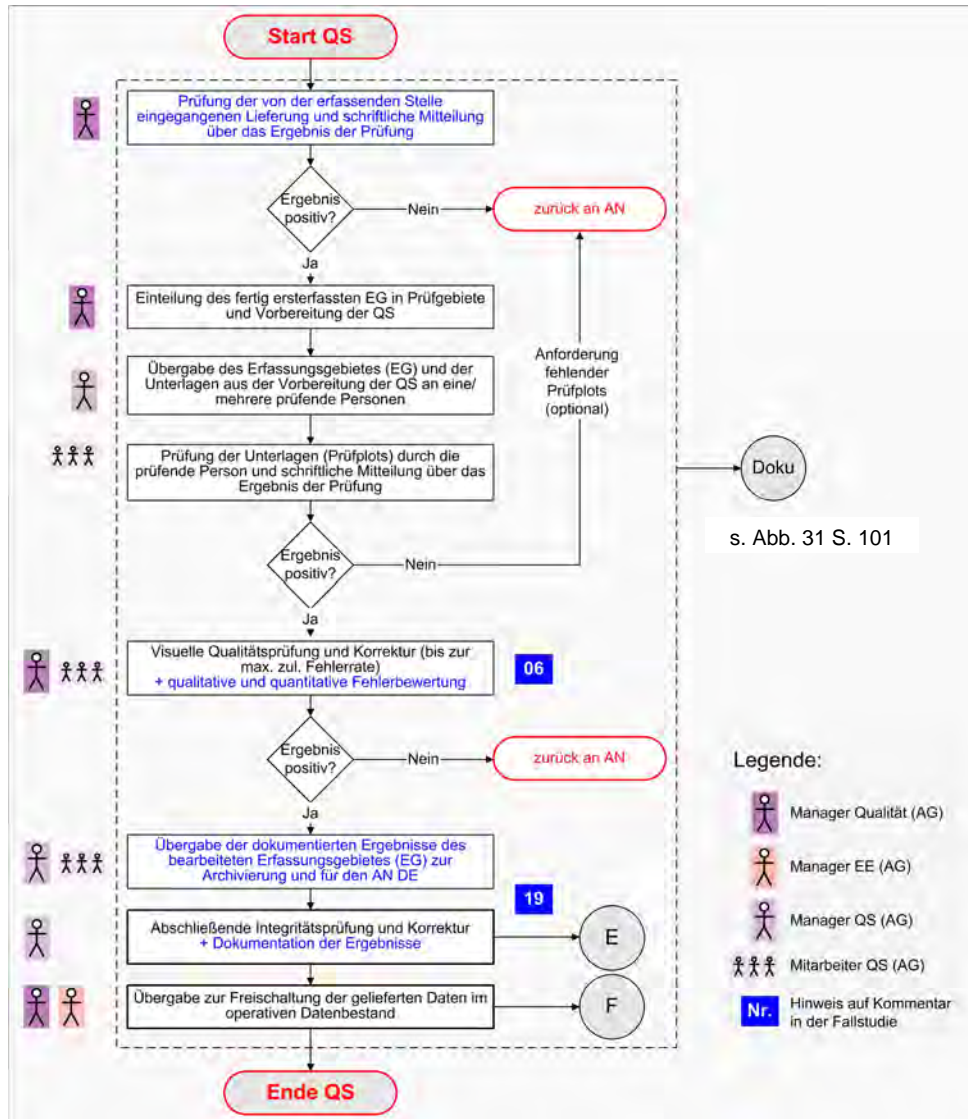 Start QS
Prüfung der von der erfassenden Stelle
eingegangenen Lieferung und schriftliche Mitteilung
über das Ergebnis der Prüfung
Ergebnis
positiv?
Nein
zurück an AN
Ja
Einteilung des fertig ersterfassten EG in Prüfgebiete
und Vorbereitung der QS
Anforderung
fehlender
Prüfplots
(optional)
Übergabe des Erfassungsgebietes (EG) und der
Unterlagen aus der Vorbereitung der QS an eine/
mehrere prüfende Personen
Prüfung der Unterlagen (Prüfplots) durch die
prüfende Person und schriftliche Mitteilung über das
Ergebnis der Prüfung
Doku
s. Abb. 31 S. 101
Ergebnis
positiv?
Nein
Ja
Visuelle Qualitätsprüfung und Korrektur (bis zur
max. zul. Fehlerrate)
+ qualitative und quantitative Fehlerbewertung
06
Ergebnis
positiv?
Nein
zurück an AN
Ja
Übergabe der dokumentierten Ergebnisse des
bearbeiteten Erfassungsgebietes (EG) zur
Archivierung und für den AN DE
19
Abschließende Integritätsprüfung und Korrektur
+ Dokumentation der Ergebnisse
E
Übergabe zur Freischaltung der gelieferten Daten im
operativen Datenbestand
F
Ende QS
Legende:
Manager Qualität (AG)
Manager EE (AG)
Manager QS (AG)
Mitarbeiter QS (AG)
Nr.
Hinweis auf Kommentar
in der Fallstudie